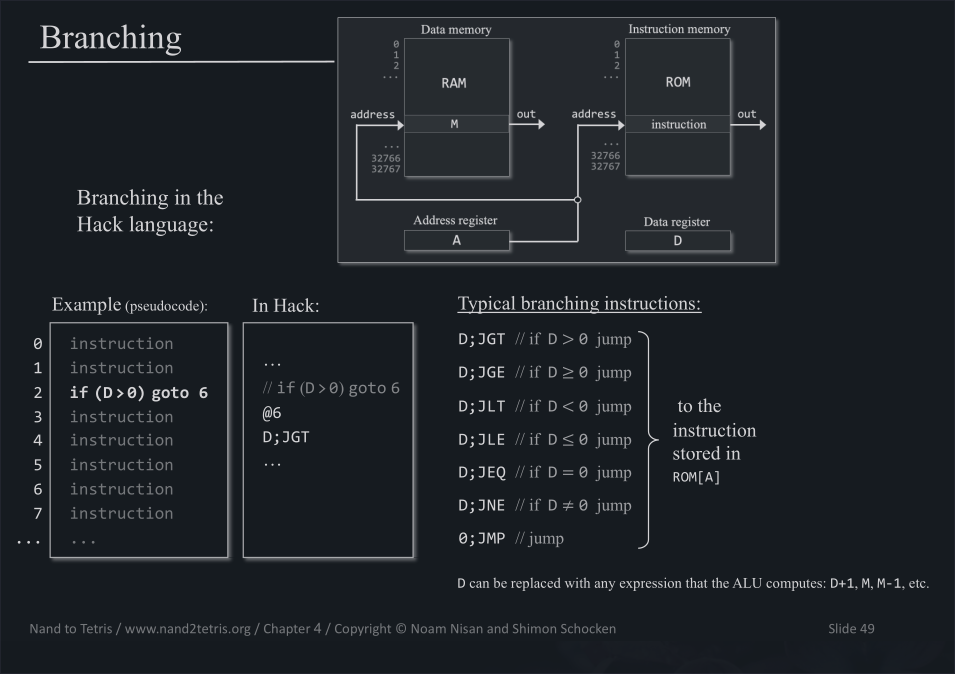 Branching
Data memory
0
1
2
...
RAM
address
M
out
...
32766
32767
Instruction memory
0
1
2
...
ROM
address
instruction
out
...
32766
32767
Address register
A
Data register
D
Branching in the
Hack language:
Example (pseudocode):
0 instruction
1 instruction
2 if (D>0) goto 6
3 instruction
4 instruction
5 instruction
6 instruction
7 instruction
... ...
In Hack:
...
// if (D>0) goto 6
@6
D;JGT
...
Typical branching instructions:
D;JGT // if D > 0 jump
D;JGE // if D ≥ 0 jump
D;JLT // if D < 0 jump
D;JLE // if D ≤ 0 jump
D;JEQ // if D = 0 jump
D;JNE // if D ≠ 0 jump
0;JMP // jump
to the
instruction
stored in
ROM[A]
D can be replaced with any expression that the ALU computes: D+1, M, M-1, etc.
Nand to Tetris / www.nand2tetris.org / Chapter 4 / Copyright © Noam Nisan and Shimon Schocken
Slide 49